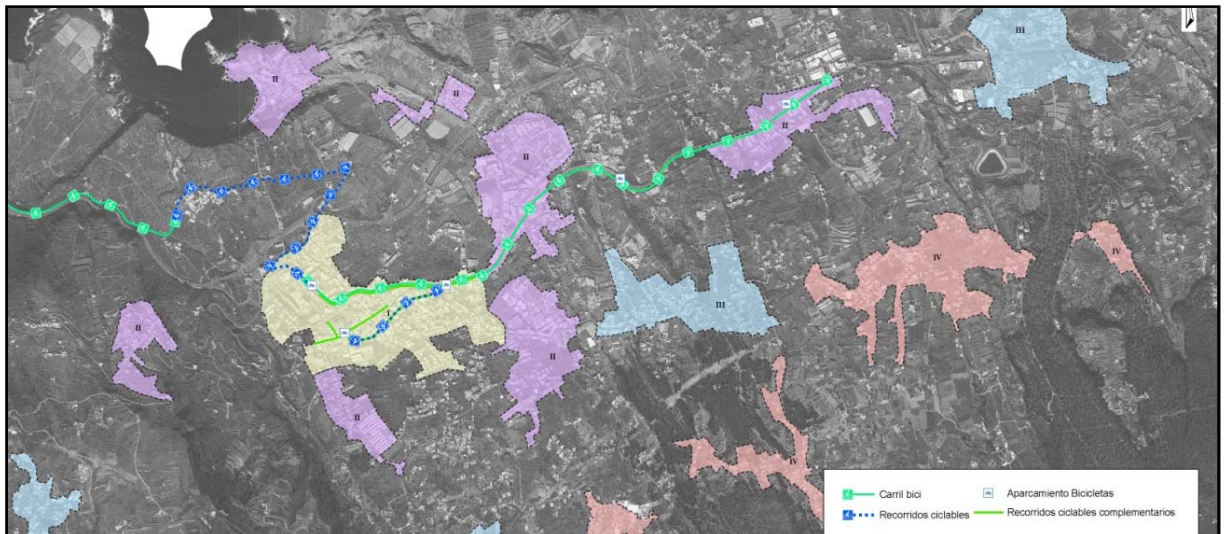 III
II
II
II
II
IV
IV
III
I
II
II
II
IV
Carril bici
Aparcamiento Bicicletas
Recorridos ciclables
Recorridos ciclables complementarios